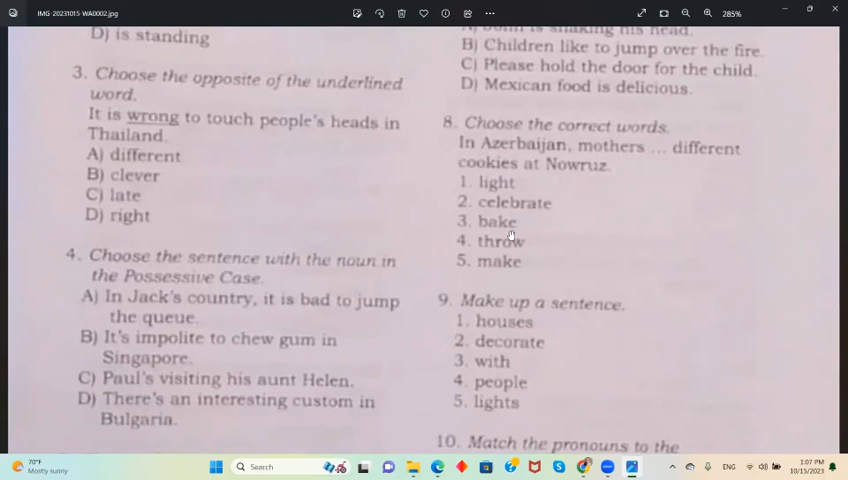 IMG-20231015-WA0002.jpg
285%
D) is standing
3. Choose the opposite of the underlined
word.
It is wrong to touch people's heads in
Thailand.
A) different
B) clever
C) late
D) right
4. Choose the sentence with the noun in
the Possessive Case.
A) In Jack's country, it is bad to jump
the queue.
B) It's impolite to chew gum in
Singapore.
C) Paul's visiting his aunt Helen.
D) There's an interesting custom in
Bulgaria.
A) John is shaking his head.
B) Children like to jump over the fire.
C) Please hold the door for the child.
D) Mexican food is delicious.
8. Choose the correct words.
In Azerbaijan, mothers ... different
cookies at Nowruz.
1. light
2. celebrate
3. bake
4. throw
5. make
9. Make up a sentence.
1. houses
2. decorate
3. with
4. people
5. lights
10. Match the pronouns to the
70°F
Mostly sunny
Search
ENG
1:07 PM
10/15/2023